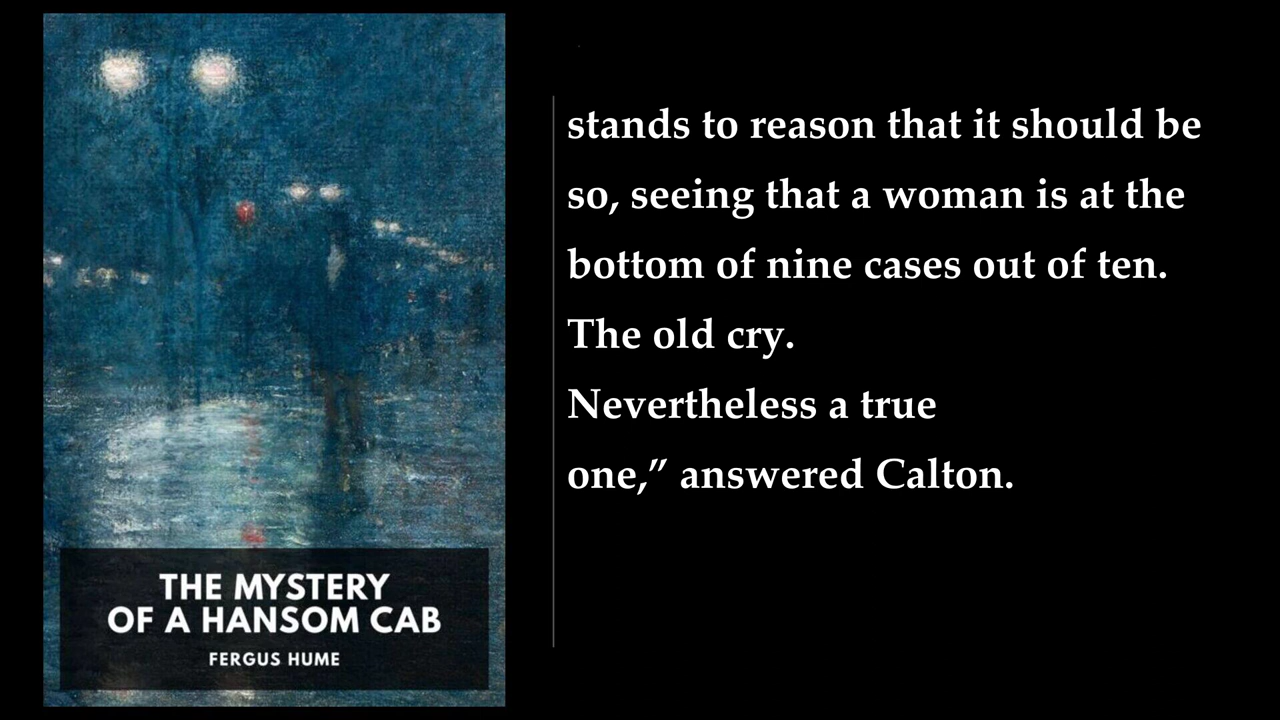 THE MYSTERY
OF A HANSOM CAB
FERGUS HUME
stands to reason that it should be
so, seeing that a woman is at the
bottom of nine cases out of ten.
The old cry.
Nevertheless a true
one,” answered Calton.